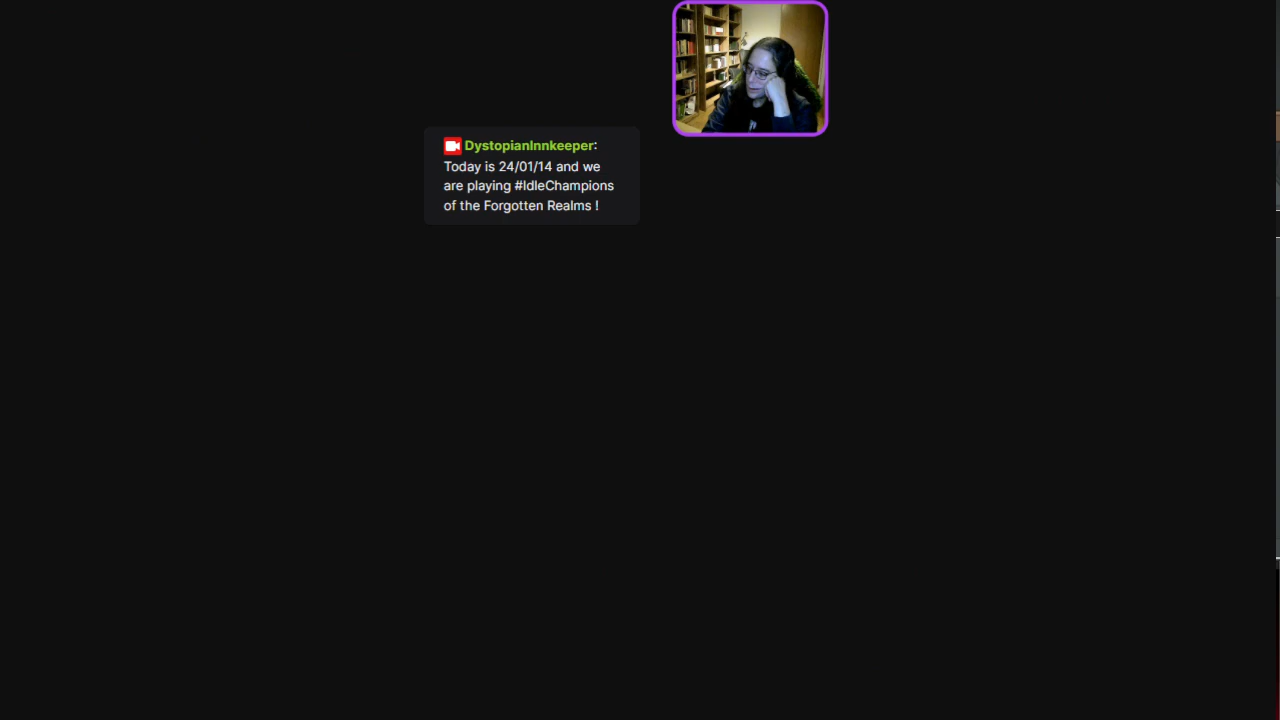 DystopianInnkeeper:
Today is 24/01/14 and we
are playing #IdleChampions
of the Forgotten Realms !